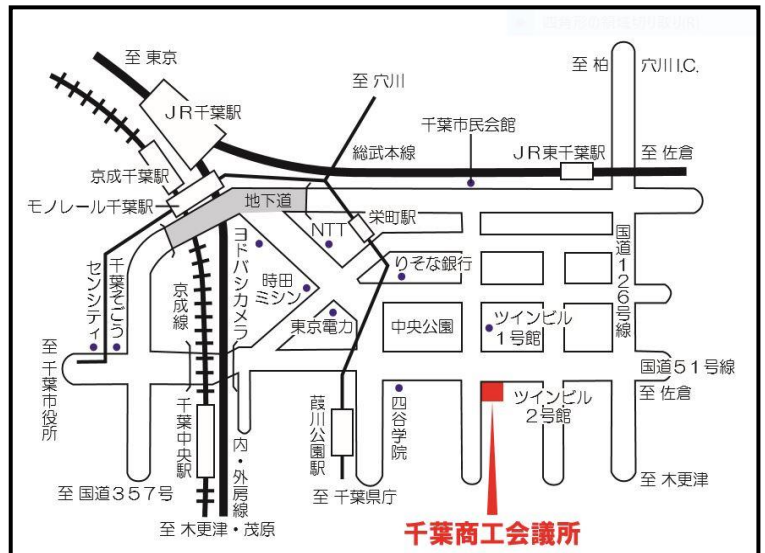 至 東京
至 柏
穴川I.C.
至 穴川
JR千葉駅
千葉市民会館
総武本線
JR東千葉駅
至 佐倉
京成千葉駅
モノレール千葉駅
地下道
栄町駅
NTT
国道126号線
ヨドバシカメラ
りそな銀行
千葉そごう
センシティ
京成線
時田
ミシン
東京電力
中央公園
ツインビル
1号館
至 千葉市役所
国道51号線
至 佐倉
千葉中央駅
内・外房線
葭川公園駅
四谷学院
ツインビル
2号館
至 国道357号
至 千葉県庁
至 木更津
至 木更津・茂原
千葉商工会議所